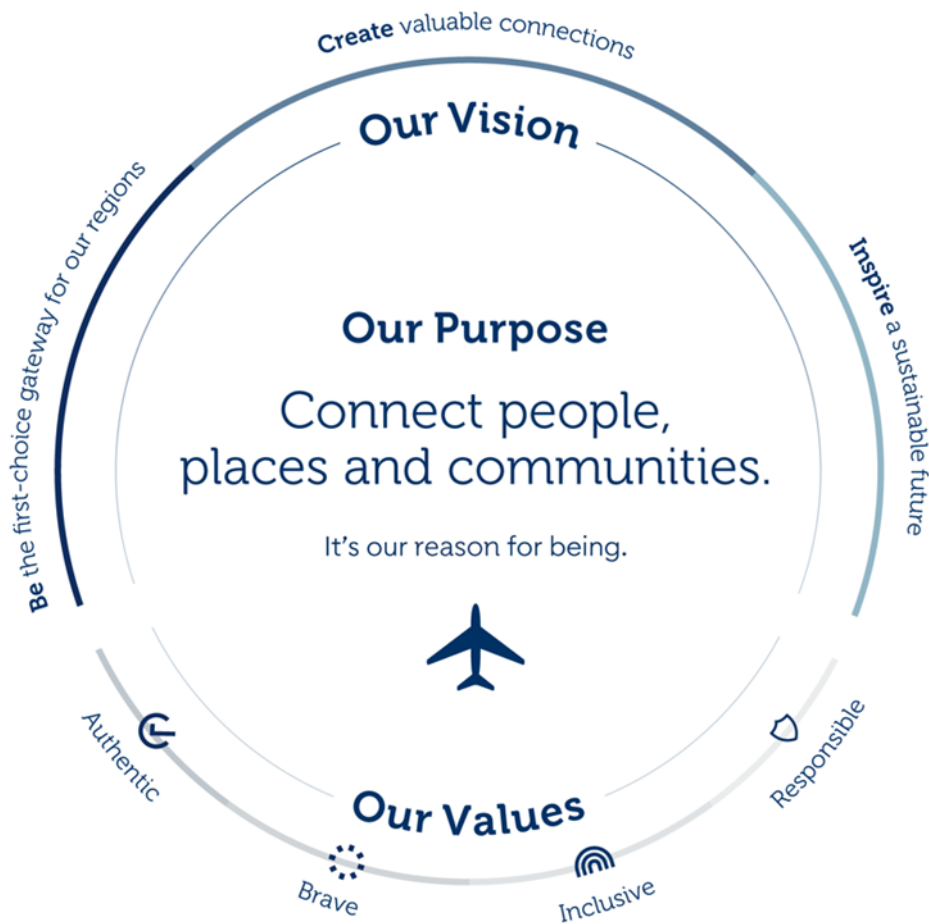 Create valuable connections
Our Vision
Be the first-choice gateway for our regions
Inspire a sustainable future
Our Purpose
Connect people,
places and communities.
It's our reason for being.
Authentic
Responsible
Our Values
Brave
Inclusive